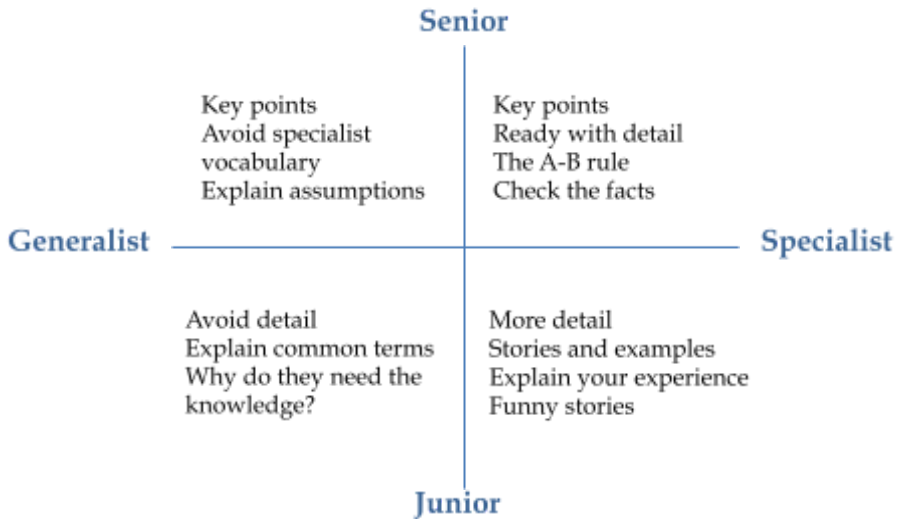 Senior
Key points
Avoid specialist
vocabulary
Explain assumptions
Key points
Ready with detail
The A-B rule
Check the facts
Generalist
Specialist
Avoid detail
Explain common terms
Why do they need the
knowledge?
More detail
Stories and examples
Explain your experience
Funny stories
Junior